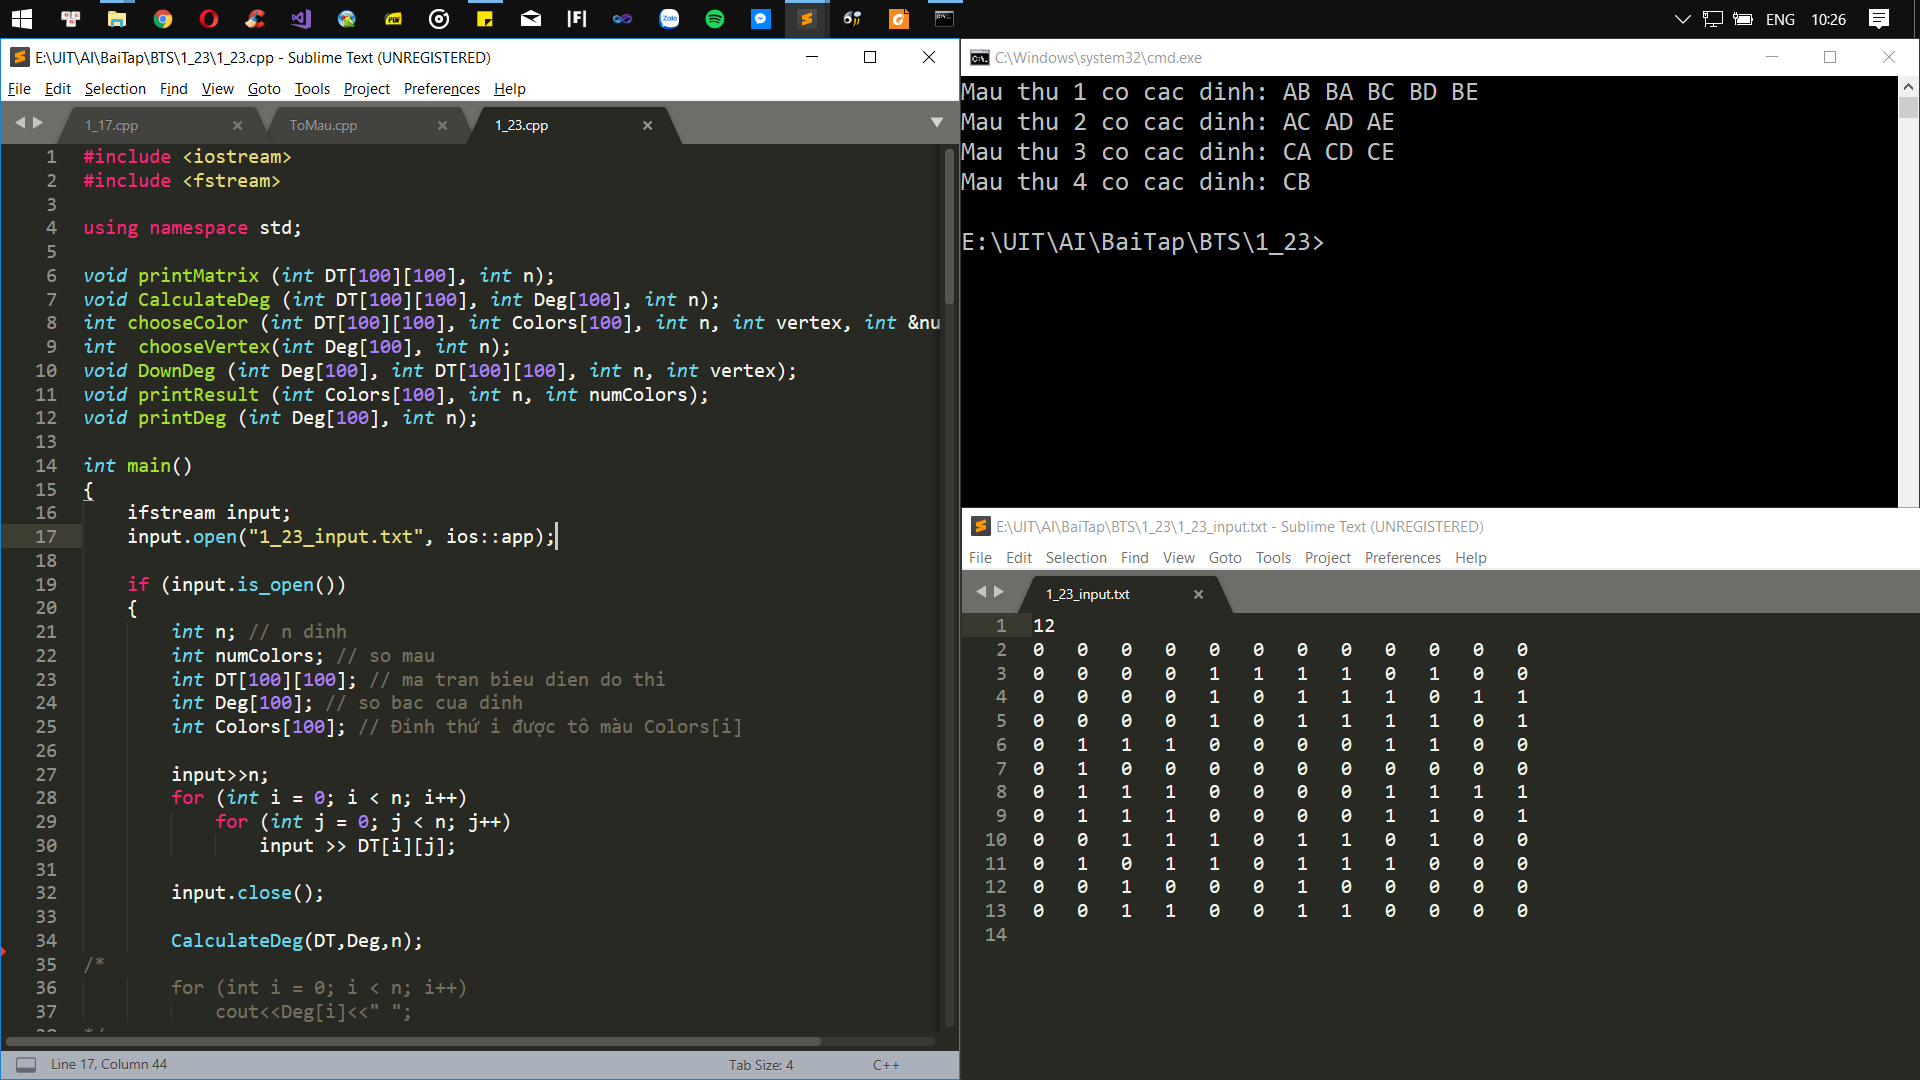 ENG
10:26
E:\UIT\AI\BaiTap\BTS\1_23\1_23.cpp - Sublime Text (UNREGISTERED)
File Edit Selection Find View Goto Tools Project Preferences Help
1_17.cpp
ToMau.cpp
1_23.cpp
1 #include <iostream>
2 #include <fstream>
3
4 using namespace std;
5
6 void printMatrix (int DT[100][100], int n);
7 void CalculateDeg (int DT[100][100], int Deg[100], int n);
8 int chooseColor (int DT[100][100], int Colors[100], int n, int vertex, int &nu
9 int  chooseVertex(int Deg[100], int n);
10 void DownDeg (int Deg[100], int DT[100][100], int n, int vertex);
11 void printResult (int Colors[100], int n, int numColors);
12 void printDeg (int Deg[100], int n);
13
14 int main()
15 {
16     ifstream input;
17     input.open("1_23_input.txt", ios::app);
18
19     if (input.is_open())
20     {
21         int n; // n dinh
22         int numColors; // so mau
23         int DT[100][100]; // ma tran bieu dien do thi
24         int Deg[100]; // so bac cua dinh
25         int Colors[100]; // Đỉnh thứ i được tô màu Colors[i]
26
27         input>>n;
28         for (int i = 0; i < n; i++)
29             for (int j = 0; j < n; j++)
30                 input >> DT[i][j];
31
32         input.close();
33
34         CalculateDeg(DT,Deg,n);
35 /*
36         for (int i = 0; i < n; i++)
37             cout<<Deg[i]<<" ";
Line 17, Column 44
Tab Size: 4
C++
C:\Windows\system32\cmd.exe
Mau thu 1 co cac dinh: AB BA BC BD BE
Mau thu 2 co cac dinh: AC AD AE
Mau thu 3 co cac dinh: CA CD CE
Mau thu 4 co cac dinh: CB
E:\UIT\AI\BaiTap\BTS\1_23>
E:\UIT\AI\BaiTap\BTS\1_23\1_23_input.txt - Sublime Text (UNREGISTERED)
File Edit Selection Find View Goto Tools Project Preferences Help
1_23_input.txt
1 12
2 0 0 0 0 0 0 0 0 0 0 0 0
3 0 0 0 0 1 1 1 1 0 1 0 0
4 0 0 0 0 1 0 1 1 1 0 1 1
5 0 0 0 0 1 0 1 1 1 1 0 1
6 0 1 1 1 0 0 0 0 1 1 0 0
7 0 1 0 0 0 0 0 0 0 0 0 0
8 0 1 1 1 0 0 0 0 1 1 1 1
9 0 1 1 1 0 0 0 0 1 1 0 1
10 0 0 1 1 1 0 1 1 0 1 0 0
11 0 1 0 1 1 0 1 1 1 0 0 0
12 0 0 1 0 0 0 1 0 0 0 0 0
13 0 0 1 1 0 0 1 1 0 0 0 0
14